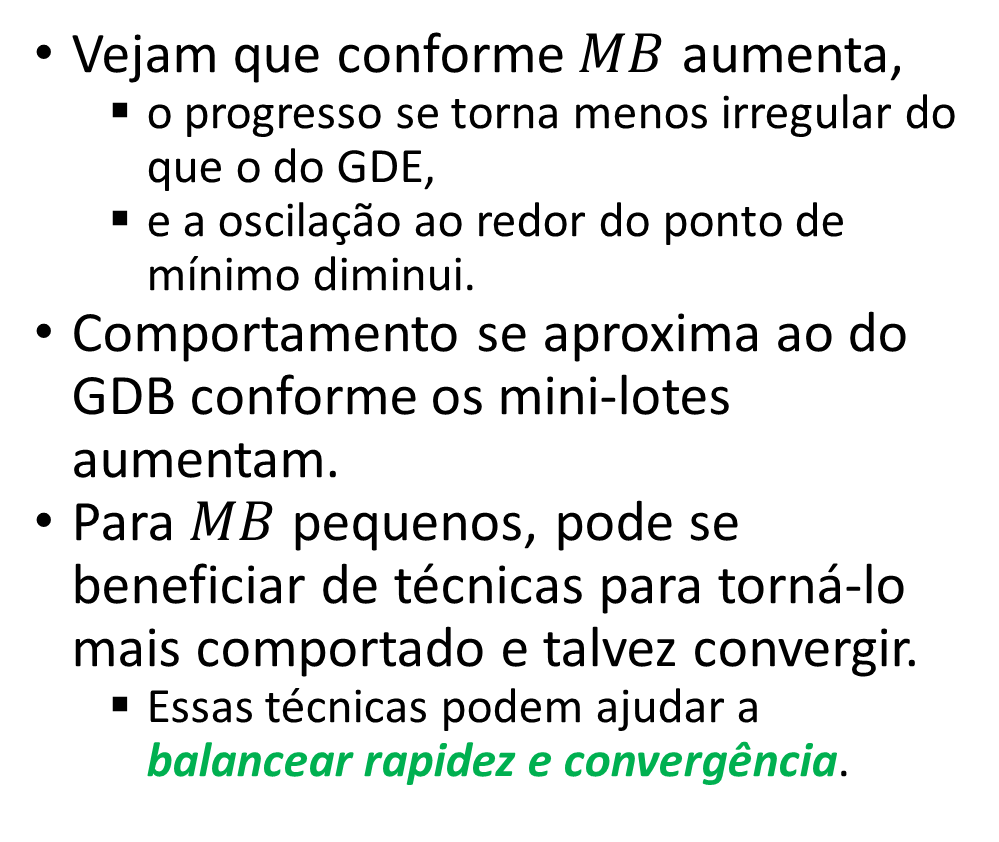 • Vejam que conforme 𝑀𝐵 aumenta,
▪ o progresso se torna menos irregular do
que o do GDE,
▪ e a oscilação ao redor do ponto de
mínimo diminui.
• Comportamento se aproxima ao do
GDB conforme os mini-lotes
aumentam.
• Para 𝑀𝐵 pequenos, pode se
beneficiar de técnicas para torná-lo
mais comportado e talvez convergir.
▪ Essas técnicas podem ajudar a
balancear rapidez e convergência.